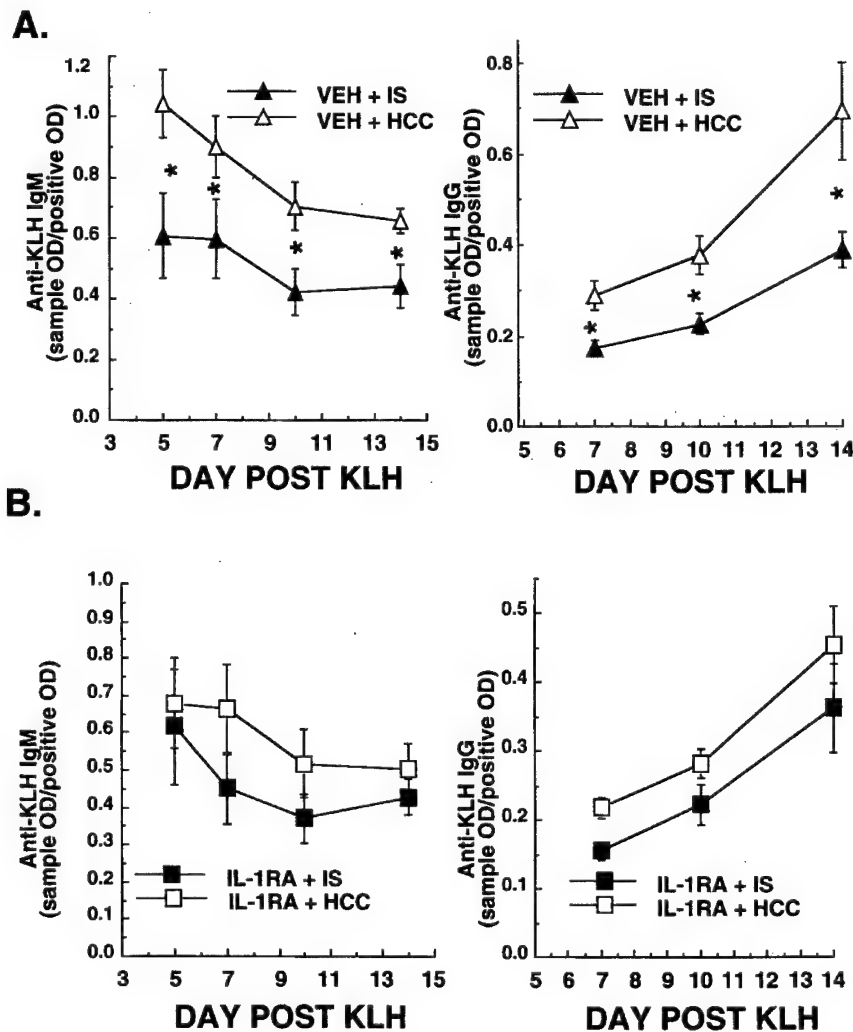 A.
Anti-KLH IgM
(sample OD/positive OD)
1.2
1.0
0.8
0.6
0.4
0.2
0.0
VEH + IS
VEH + HCC
*
*
*
*
3 5 7 9 11 13 15
DAY POST KLH
Anti-KLH IgG
(sample OD/positive OD)
0.8
0.6
0.4
0.2
0.0
VEH + IS
VEH + HCC
*
*
*
5 6 7 8 9 10 11 12 13 14
DAY POST KLH
B.
Anti-KLH IgM
(sample OD/positive OD)
1.0
0.9
0.8
0.7
0.6
0.5
0.4
0.3
0.2
0.1
0.0
IL-1RA + IS
IL-1RA + HCC
3 5 7 9 11 13 15
DAY POST KLH
Anti-KLH IgG
(sample OD/positive OD)
0.5
0.4
0.3
0.2
0.1
0.0
IL-1RA + IS
IL-1RA + HCC
5 6 7 8 9 10 11 12 13 14
DAY POST KLH